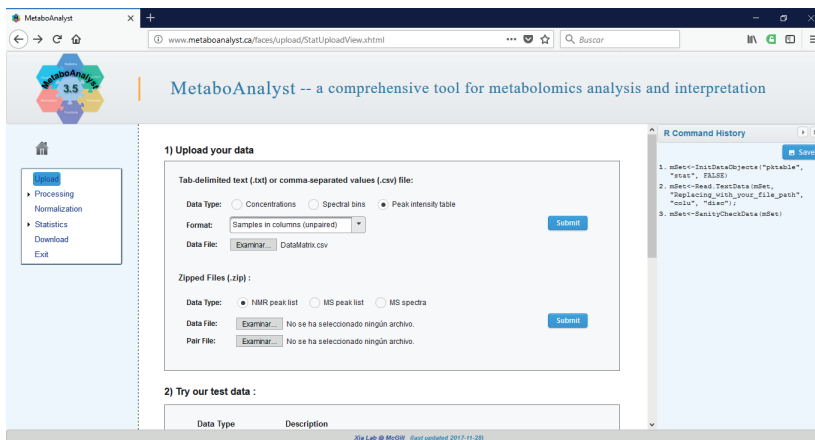 MetaboAnalyst
www.metaboanalyst.ca/faces/upload/StatUploadView.xhtml
Buscar
MetaboAnalyst
3.5
MetaboAnalyst -- a comprehensive tool for metabolomics analysis and interpretation
Upload
Processing
Normalization
Statistics
Download
Exit
1) Upload your data
Tab-delimited text (.txt) or comma-separated values (.csv) file:
Data Type: Concentrations Spectral bins Peak intensity table
Format: Samples in columns (unpaired) Submit
Data File: Examinar... DataMatrix.csv
Zipped Files (.zip) :
Data Type: NMR peak list MS peak list MS spectra
Data File: Examinar... No se ha seleccionado ningún archivo. Submit
Pair File: Examinar... No se ha seleccionado ningún archivo.
2) Try our test data :
Data Type Description
R Command History
Save
1. mSet<-InitDataObjects("pktable",
"stat", FALSE)
2. mSet<-Read.TextData(mSet,
"Replacing_with_your_file_path",
"colu", "disc");
3. mSet<-SanityCheckData(mSet)
Xia Lab @ McGill (last updated 2017-11-28)